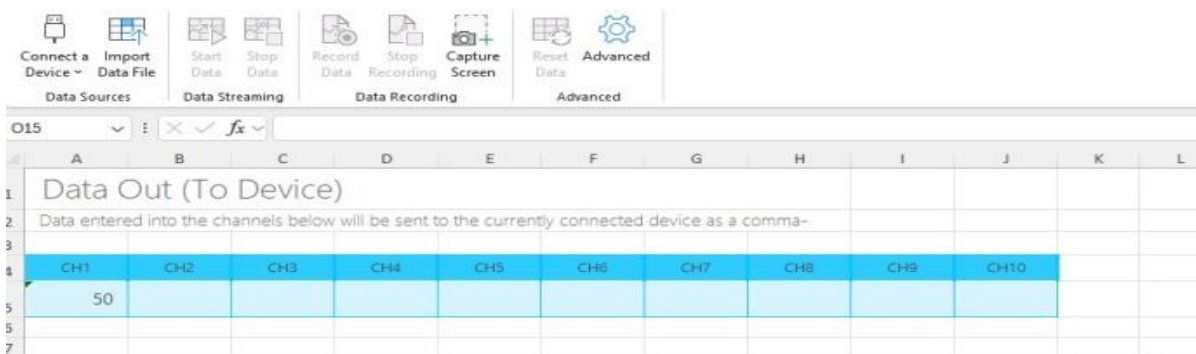 Connect a Device Import Data File Start Data Stop Data Record Data Stop Recording Capture Screen Reset Data Advanced
Data Sources Data Streaming Data Recording Advanced
O15 fx
A B C D E F G H I J K L
1 Data Out (To Device)
2 Data entered into the channels below will be sent to the currently connected device as a comma-
3
4 CH1 CH2 CH3 CH4 CH5 CH6 CH7 CH8 CH9 CH10
5 50
6
7